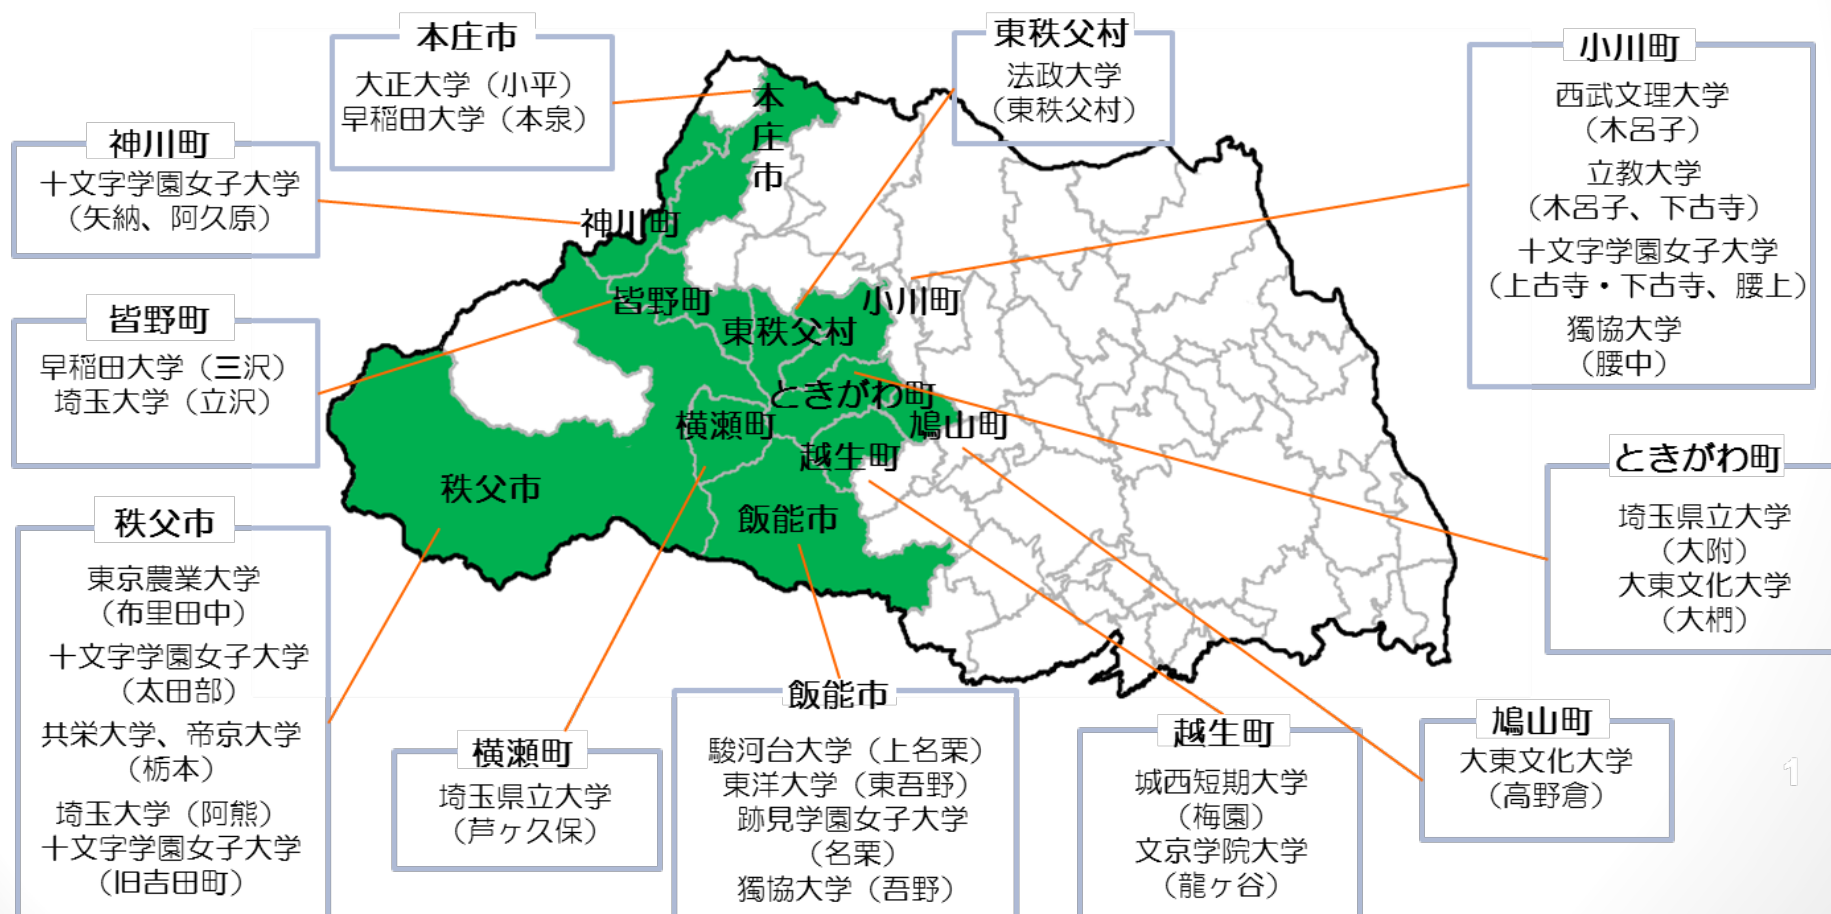 本庄市
大正大学（小平）
早稲田大学（本泉）
東秩父村
法政大学
（東秩父村）
小川町
西武文理大学
（木呂子）
立教大学
（木呂子、下古寺）
十文字学園女子大学
（上古寺・下古寺、腰上）
獨協大学
（腰中）
神川町
十文字学園女子大学
（矢納、阿久原）
皆野町
早稲田大学（三沢）
埼玉大学（立沢）
本庄市
神川町
皆野町
東秩父村
小川町
ときがわ町
横瀬町
鳩山町
越生町
秩父市
飯能市
ときがわ町
埼玉県立大学
（大附）
大東文化大学
（大椚）
秩父市
東京農業大学
（布里田中）
十文字学園女子大学
（太田部）
共栄大学、帝京大学
（栃本）
埼玉大学（阿熊）
十文字学園女子大学
（旧吉田町）
横瀬町
埼玉県立大学
（芦ヶ久保）
飯能市
駿河台大学（上名栗）
東洋大学（東吾野）
跡見学園女子大学
（名栗）
獨協大学（吾野）
越生町
城西短期大学
（梅園）
文京学院大学
（龍ヶ谷）
鳩山町
大東文化大学
（高野倉）
1